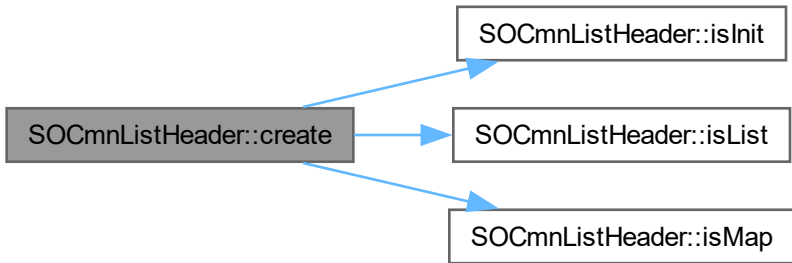 SOCmnListHeader::isInit
SOCmnListHeader::create
SOCmnListHeader::isList
SOCmnListHeader::isMap